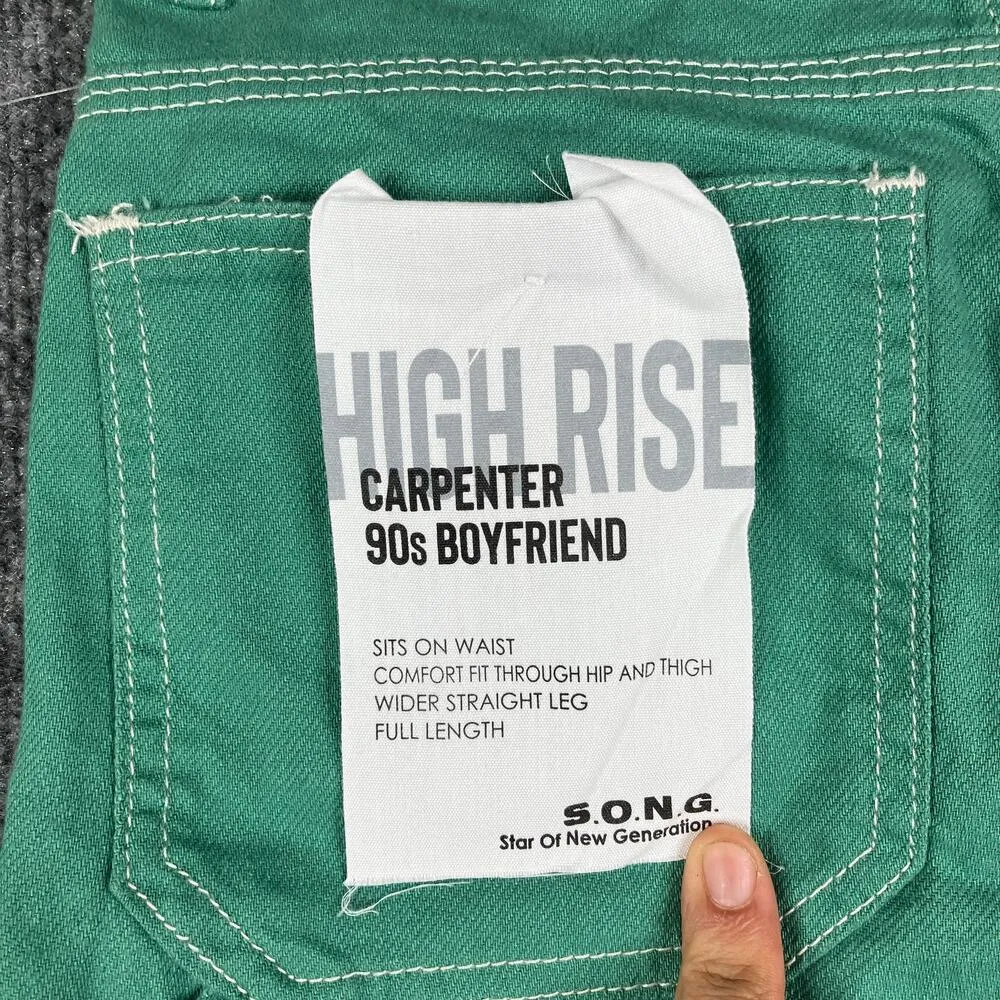 HIGH RISE
CARPENTER
90s BOYFRIEND
SITS ON WAIST
COMFORT FIT THROUGH HIP AND THIGH
WIDER STRAIGHT LEG
FULL LENGTH
S.O.N.G.
Star Of New Generation